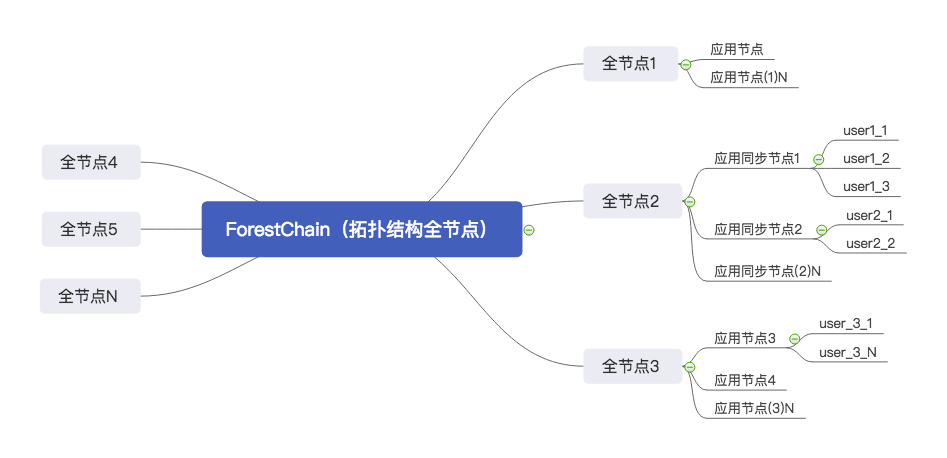 ForestChain（拓扑结构全节点）
全节点1
应用节点
应用节点(1)N
全节点2
应用同步节点1
user1_1
user1_2
user1_3
应用同步节点2
user2_1
user2_2
应用同步节点(2)N
全节点3
应用节点3
user_3_1
user_3_N
应用节点4
应用节点(3)N
全节点4
全节点5
全节点N